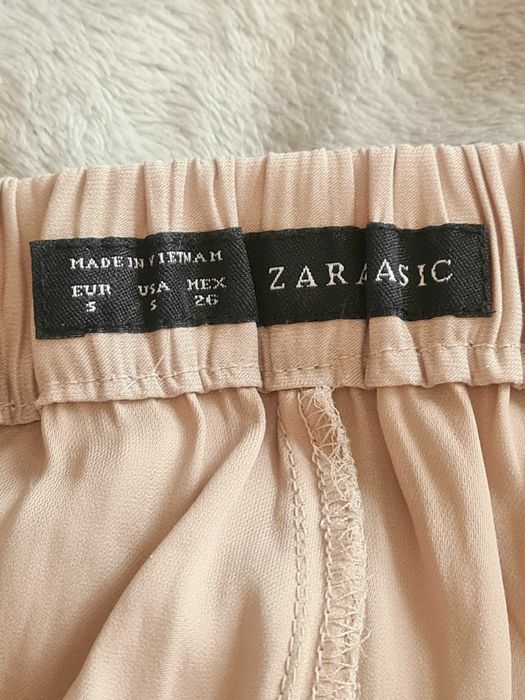 MADE IN VIETNAM
EUR USA MEX
S S 26
ZARA ASIC